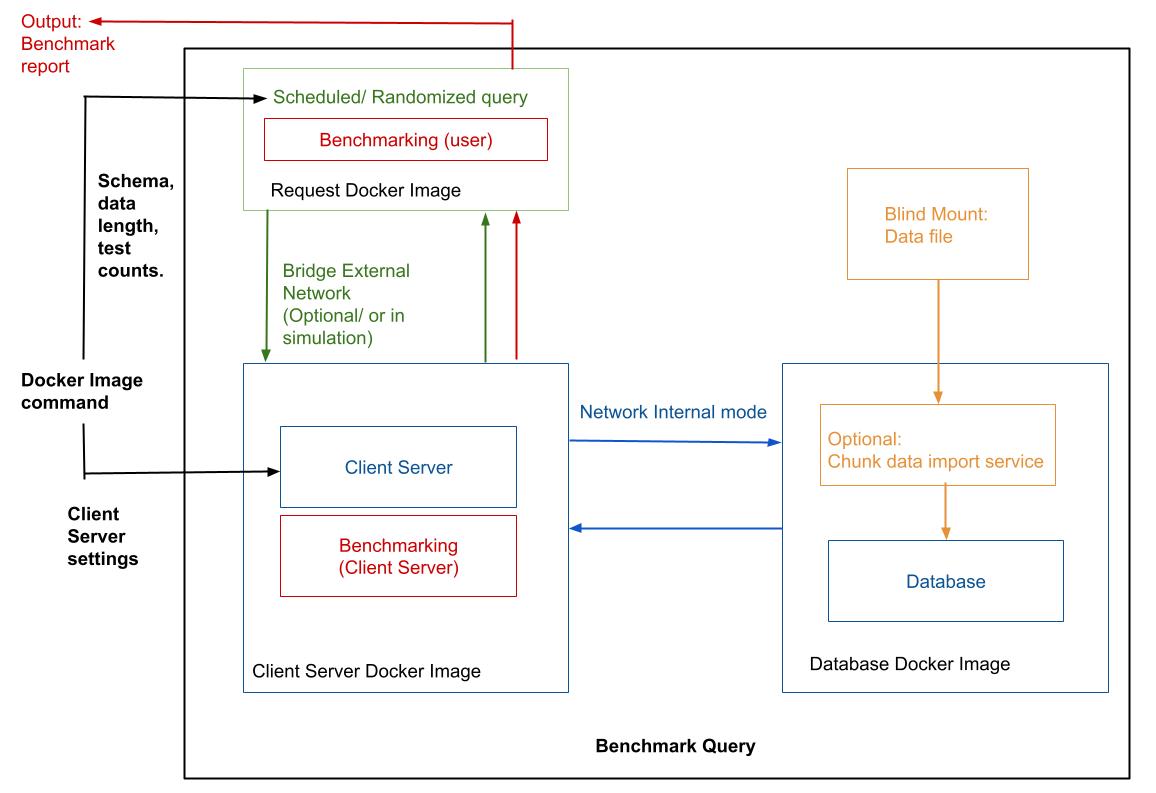 Output:
Benchmark
report
Scheduled/ Randomized query
Benchmarking (user)
Request Docker Image
Schema,
data
length,
test
counts.
Blind Mount:
Data file
Bridge External
Network
(Optional/ or in
simulation)
Docker Image
command
Network Internal mode
Optional:
Chunk data import service
Client Server
Client
Server
settings
Benchmarking
(Client Server)
Database
Client Server Docker Image
Database Docker Image
Benchmark Query